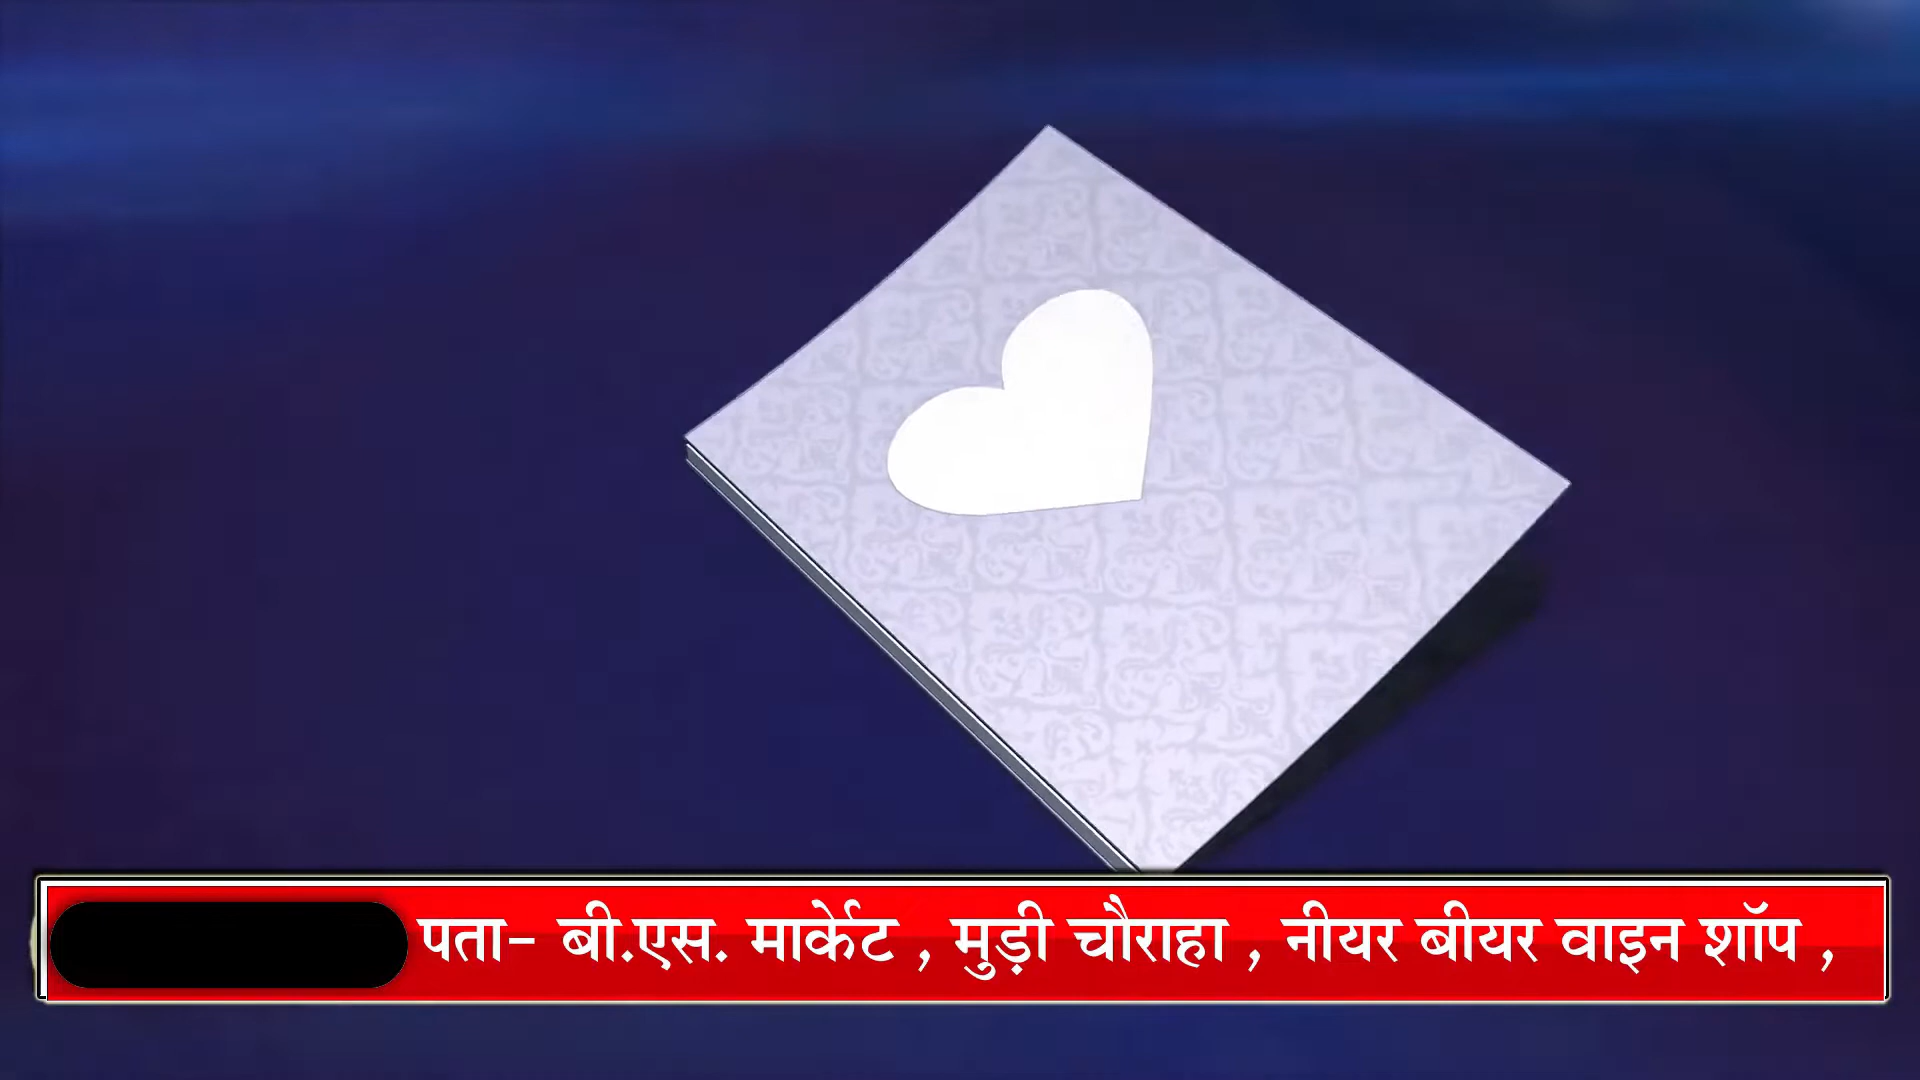 पता- बी.एस. मार्केट , मुड़ी चौराहा , नीयर बीयर वाइन शॉप ,